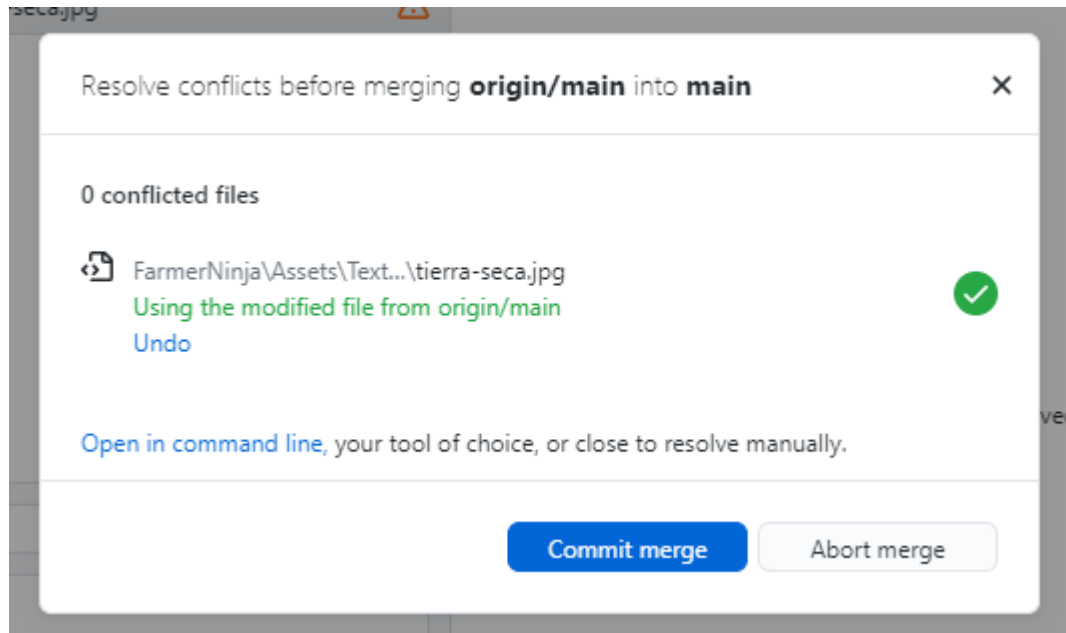 -seca.jpg
Resolve conflicts before merging origin/main into main
0 conflicted files
FarmerNinja\Assets\Text...\tierra-seca.jpg
Using the modified file from origin/main
Undo
Open in command line, your tool of choice, or close to resolve manually.
Commit merge
Abort merge